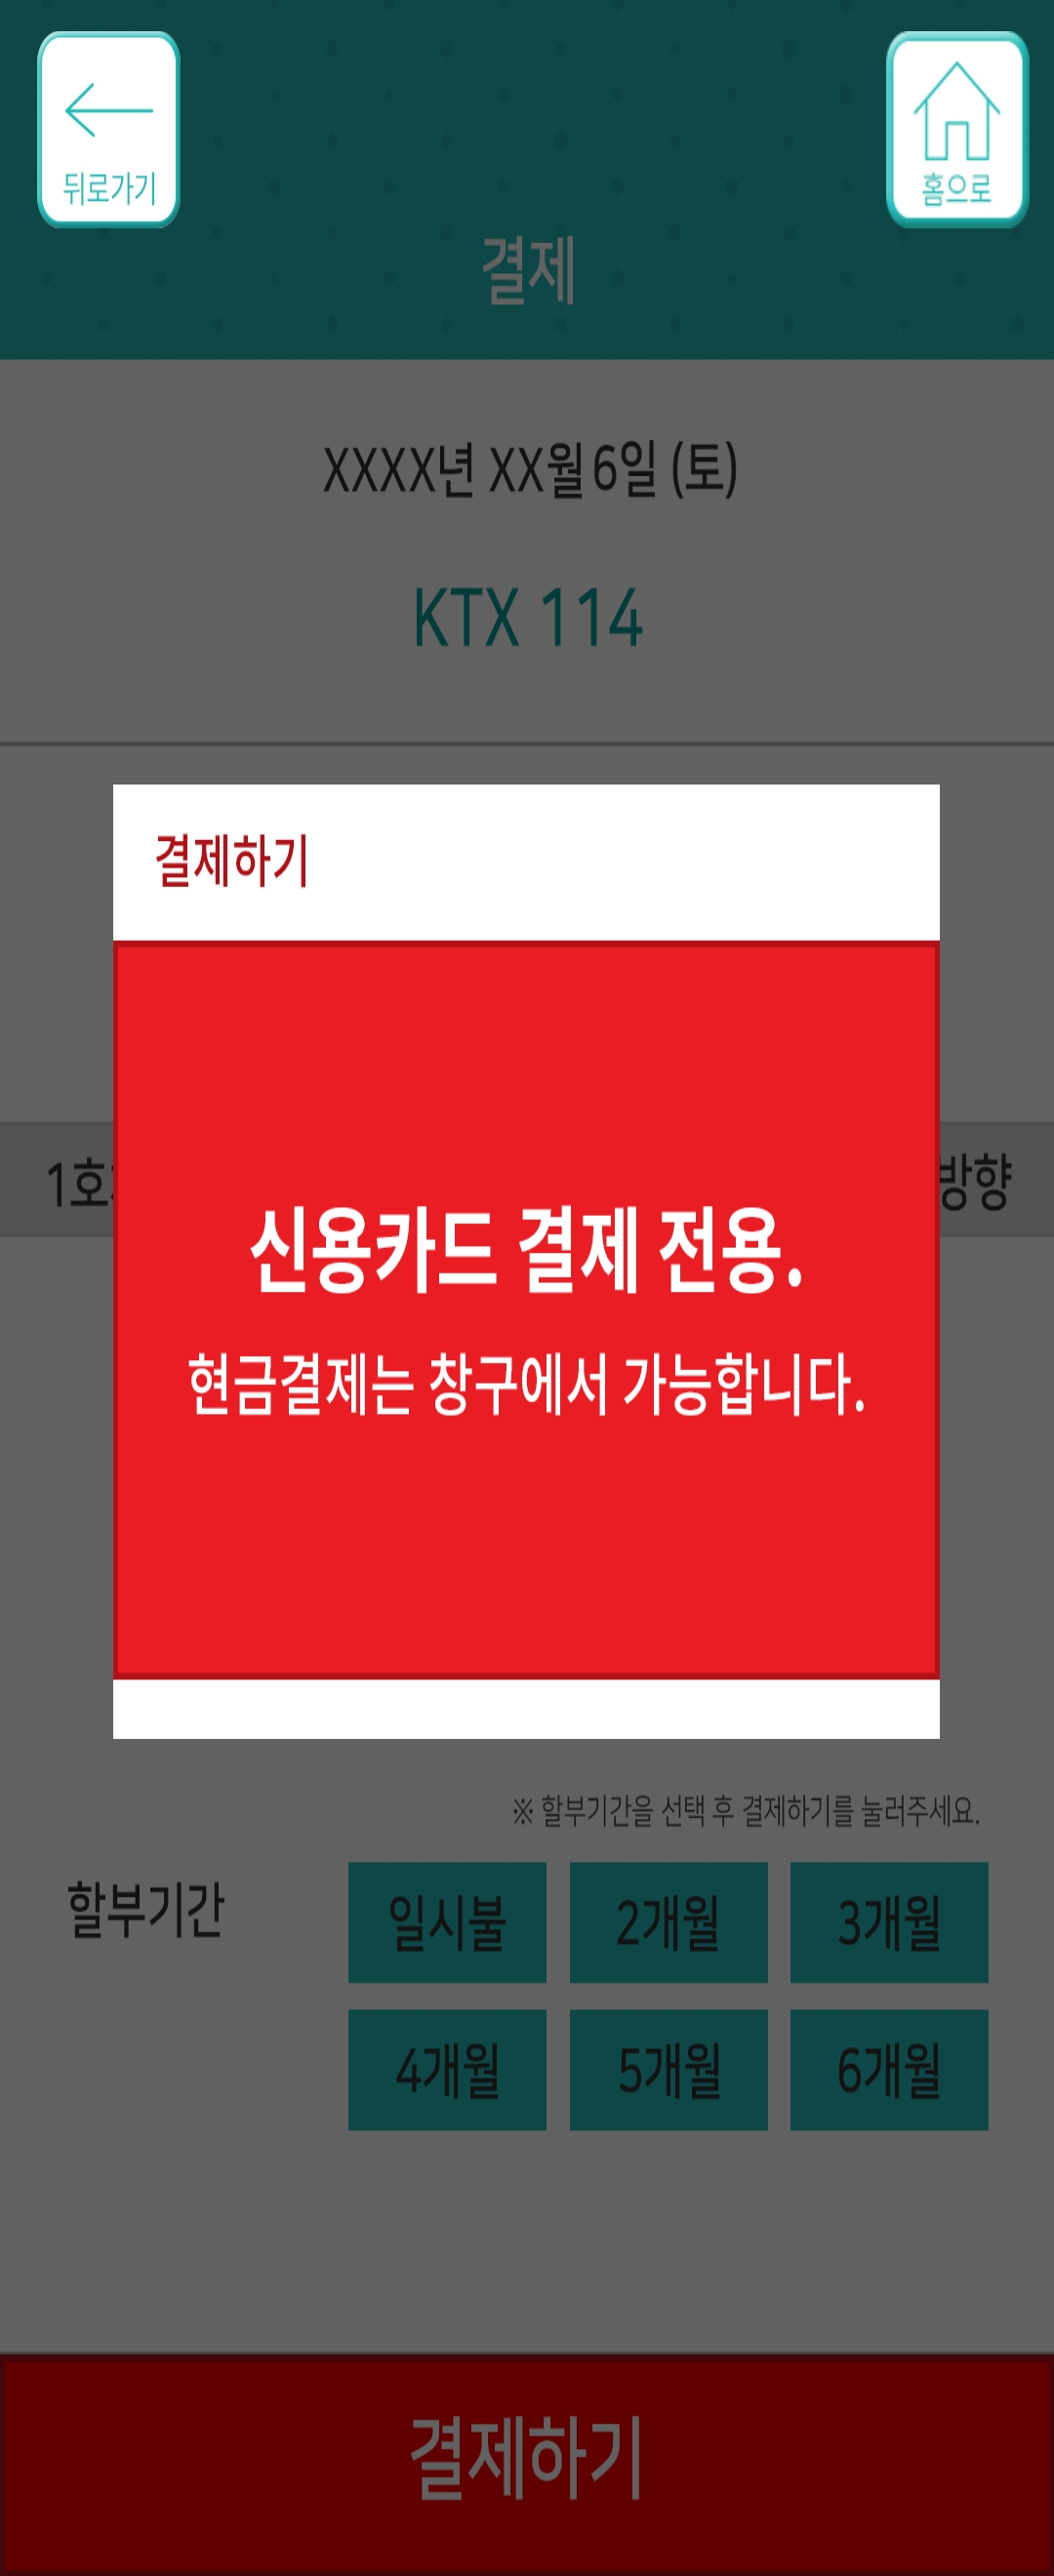 뒤로가기
홈으로
결제
XXXX년 XX월 6일 (토)
KTX 114
결제하기
1호
방향
신용카드 결제 전용.
현금결제는 창구에서 가능합니다.
※ 할부기간을 선택 후 결제하기를 눌러주세요.
할부기간
일시불 2개월 3개월
4개월 5개월 6개월
결제하기